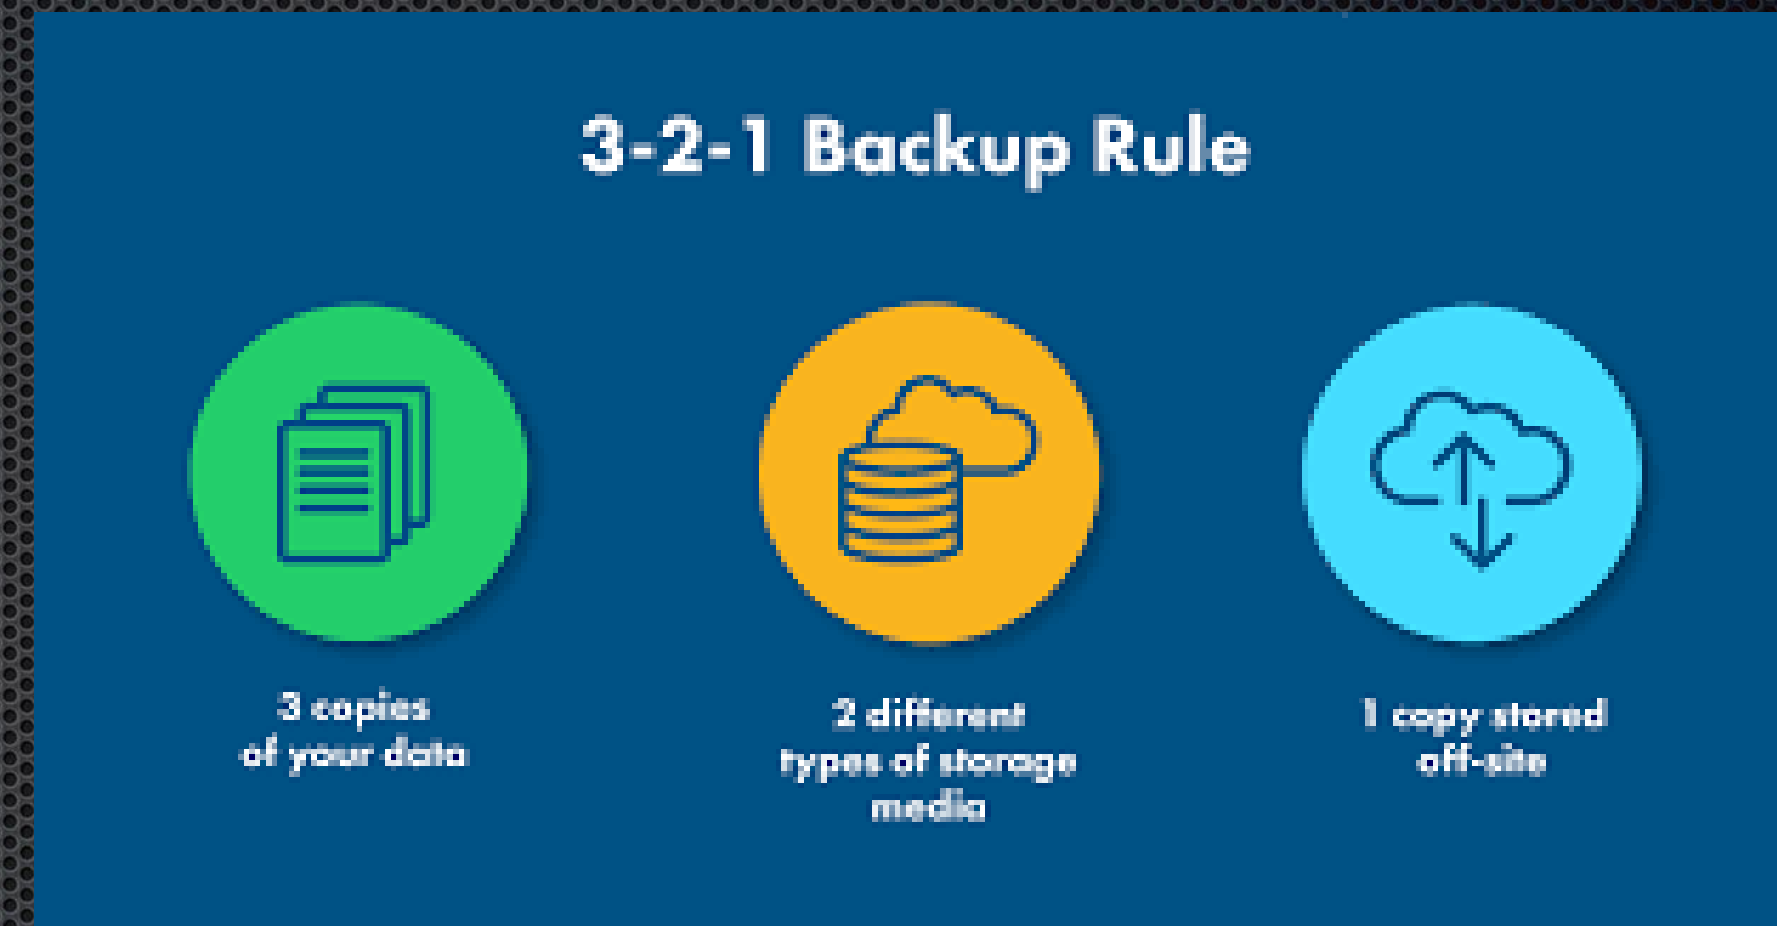 3-2-1 Backup Rule
3 copies
of your data
2 different
types of storage
media
1 copy stored
off-site